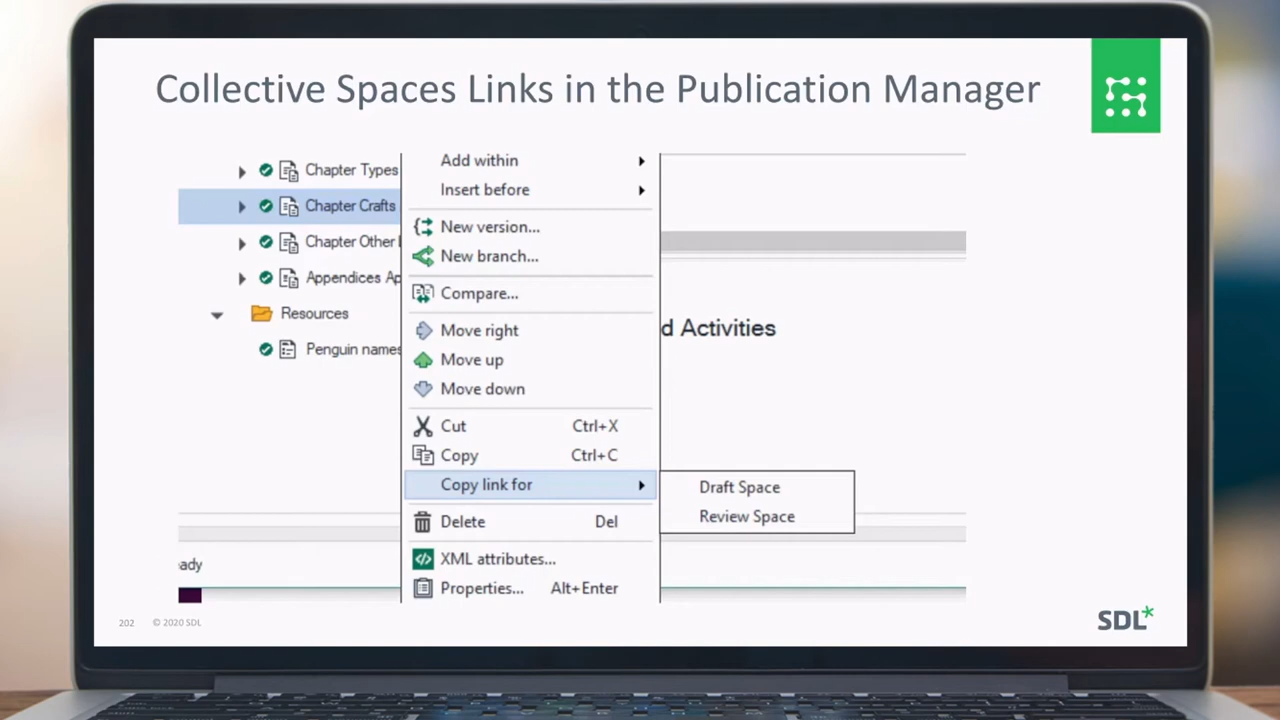 Collective Spaces Links in the Publication Manager
Chapter Types
Chapter Crafts
Chapter Other
Appendices Ap
Resources
Penguin names
Add within
Insert before
New version...
New branch...
Compare...
Move right
Move up
Move down
Cut Ctrl+X
Copy Ctrl+C
Copy link for
Delete Del
XML attributes...
Properties... Alt+Enter
Draft Space
Review Space
d Activities
ady
202 © 2020 SDL
SDL*